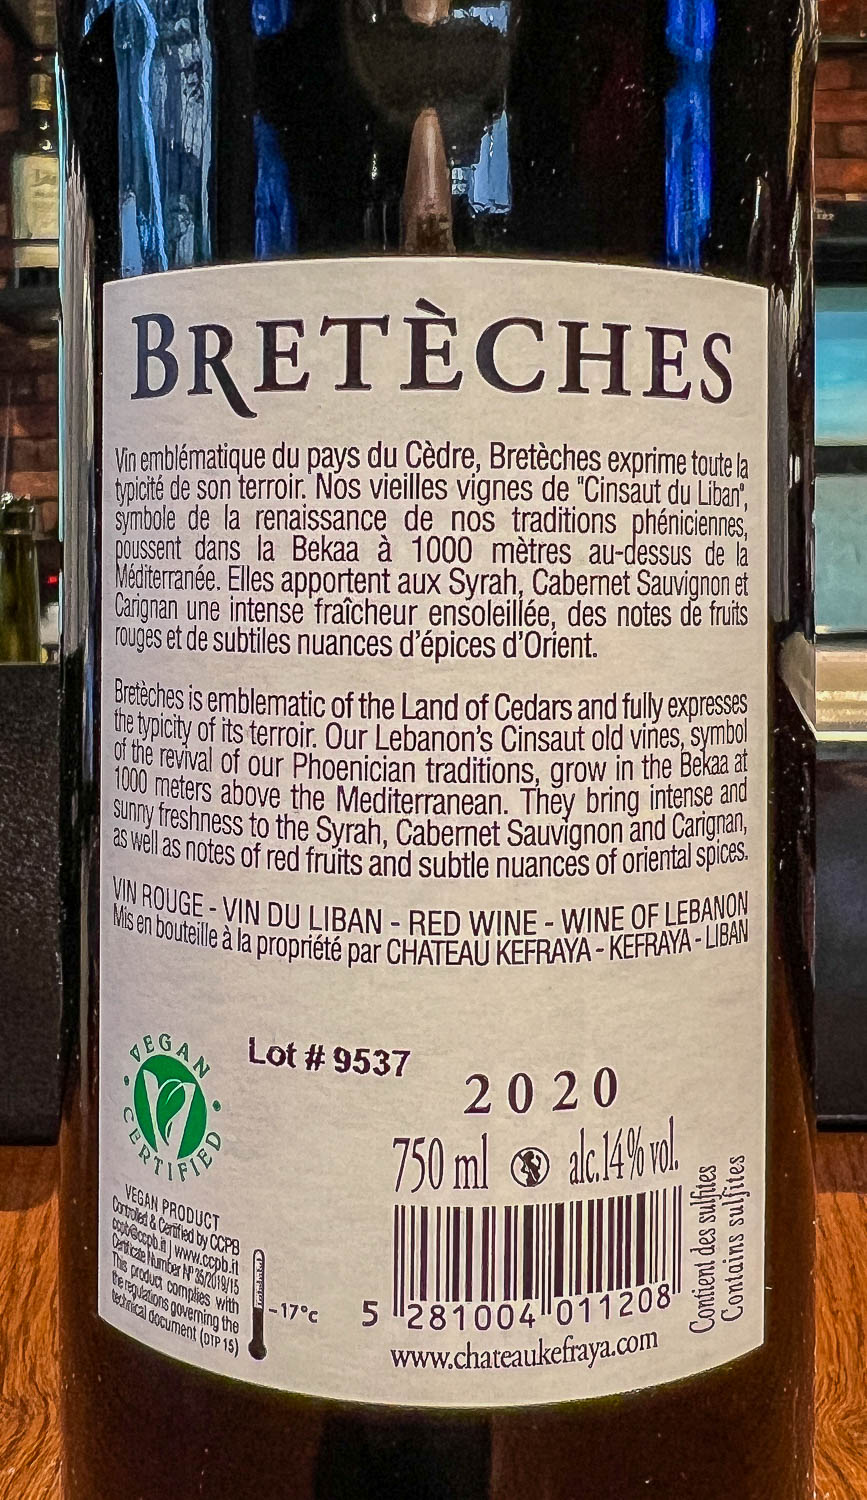 BRETÈCHES
Vin emblématique du pays du Cèdre, Bretèches exprime toute la
typicité de son terroir. Nos vieilles vignes de "Cinsaut du Liban",
symbole de la renaissance de nos traditions phéniciennes,
poussent dans la Bekaa à 1000 mètres au-dessus de la
Méditerranée. Elles apportent aux Syrah, Cabernet Sauvignon et
Carignan une intense fraîcheur ensoleillée, des notes de fruits
rouges et de subtiles nuances d'épices d'Orient.
Bretèches is emblematic of the Land of Cedars and fully expresses
the typicity of its terroir. Our Lebanon's Cinsaut old vines, symbol
of the revival of our Phoenician traditions, grow in the Bekaa at
1000 meters above the Mediterranean. They bring intense and
sunny freshness to the Syrah, Cabernet Sauvignon and Carignan,
as well as notes of red fruits and subtle nuances of oriental spices.
VIN ROUGE - VIN DU LIBAN - RED WINE - WINE OF LEBANON
Mis en bouteille à la propriété par CHATEAU KEFRAYA - KEFRAYA - LIBAN
VEGAN
CERTIFIED
Lot # 9537
2020
750 ml alc.14% vol.
VEGAN PRODUCT
Controlled & Certified by CCPB
ccpb@ccpb.it | www.ccpb.it
Certificate Number N° 35/2019/15
This product complies with
the regulations governing the
technical document (DTP 15)
-17°c
5 281004 011208
www.chateaukefraya.com
Contient des sulfites
Contains sulfites